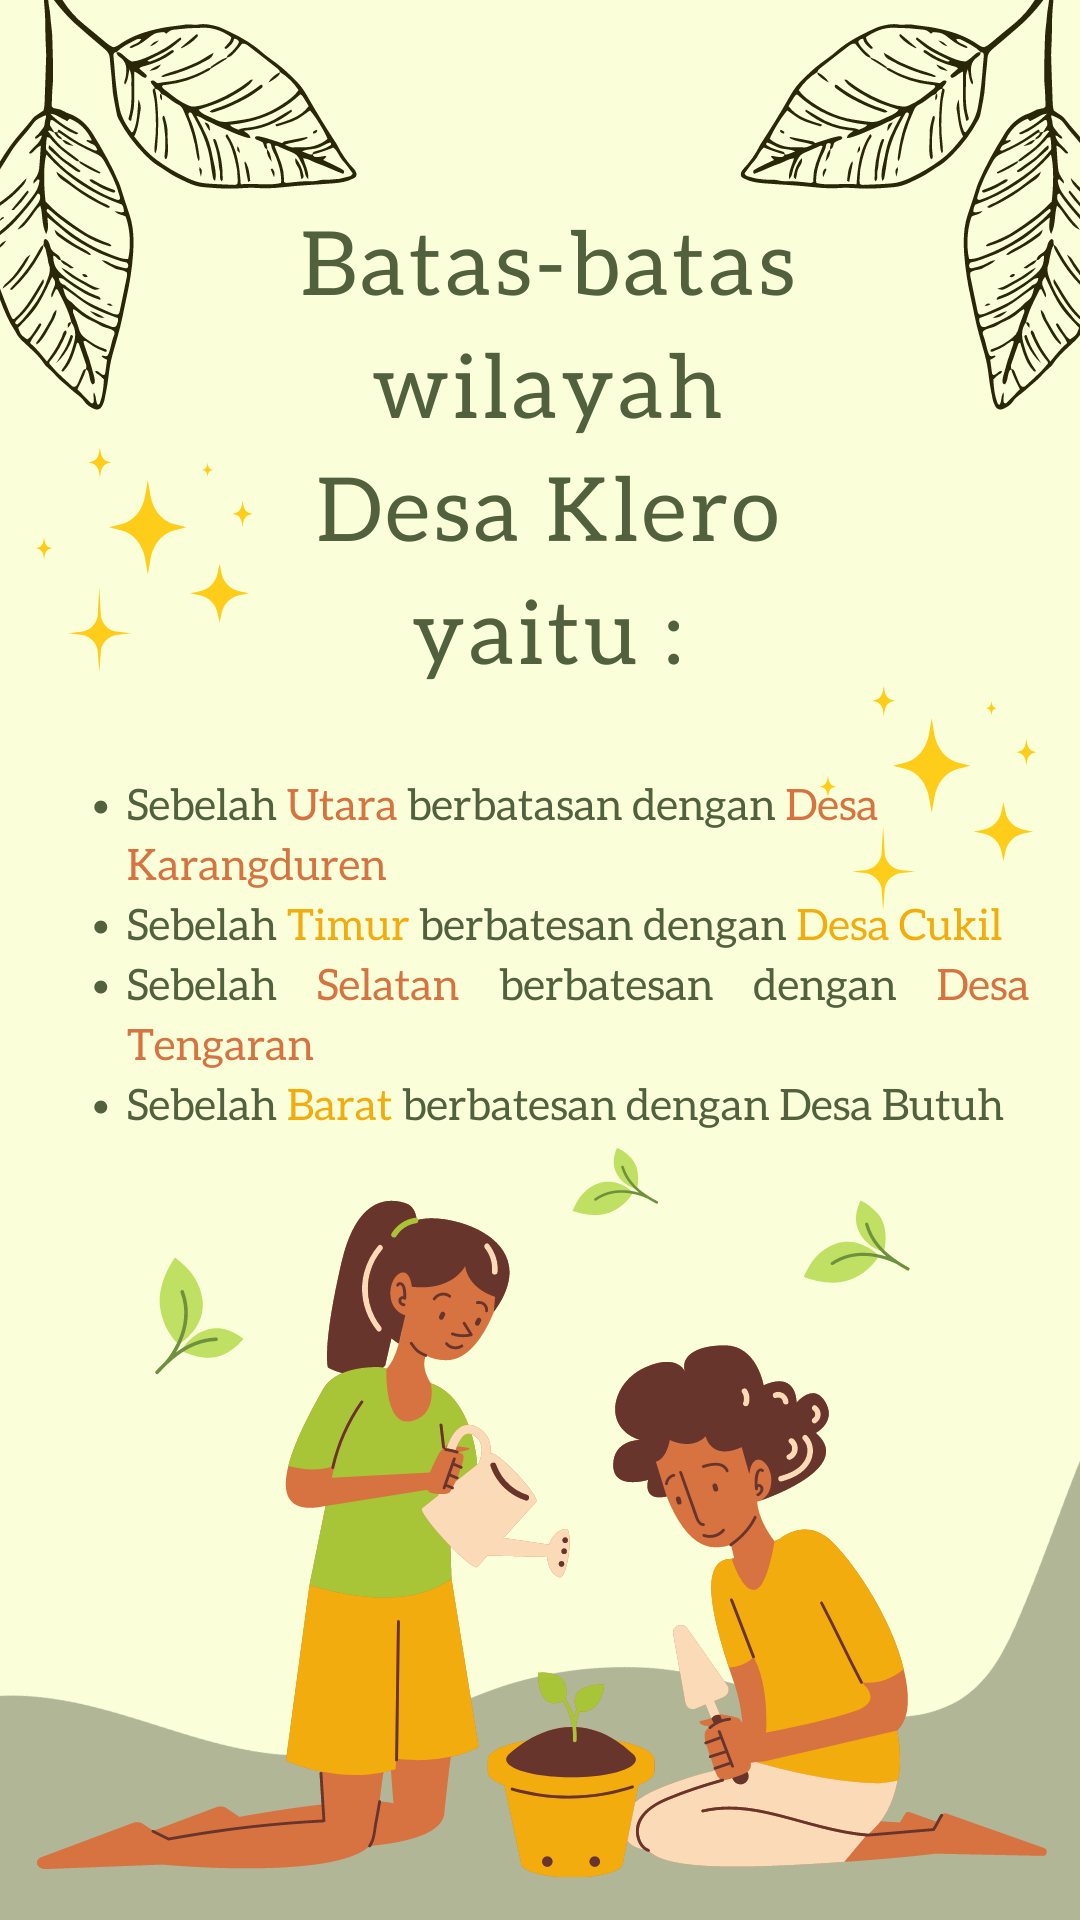 Batas-batas
wilayah
Desa Klero
yaitu :
• Sebelah Utara berbatasan dengan Desa
Karangduren
• Sebelah Timur berbatesan dengan Desa Cukil
• Sebelah Selatan berbatesan dengan Desa
Tengaran
• Sebelah Barat berbatesan dengan Desa Butuh